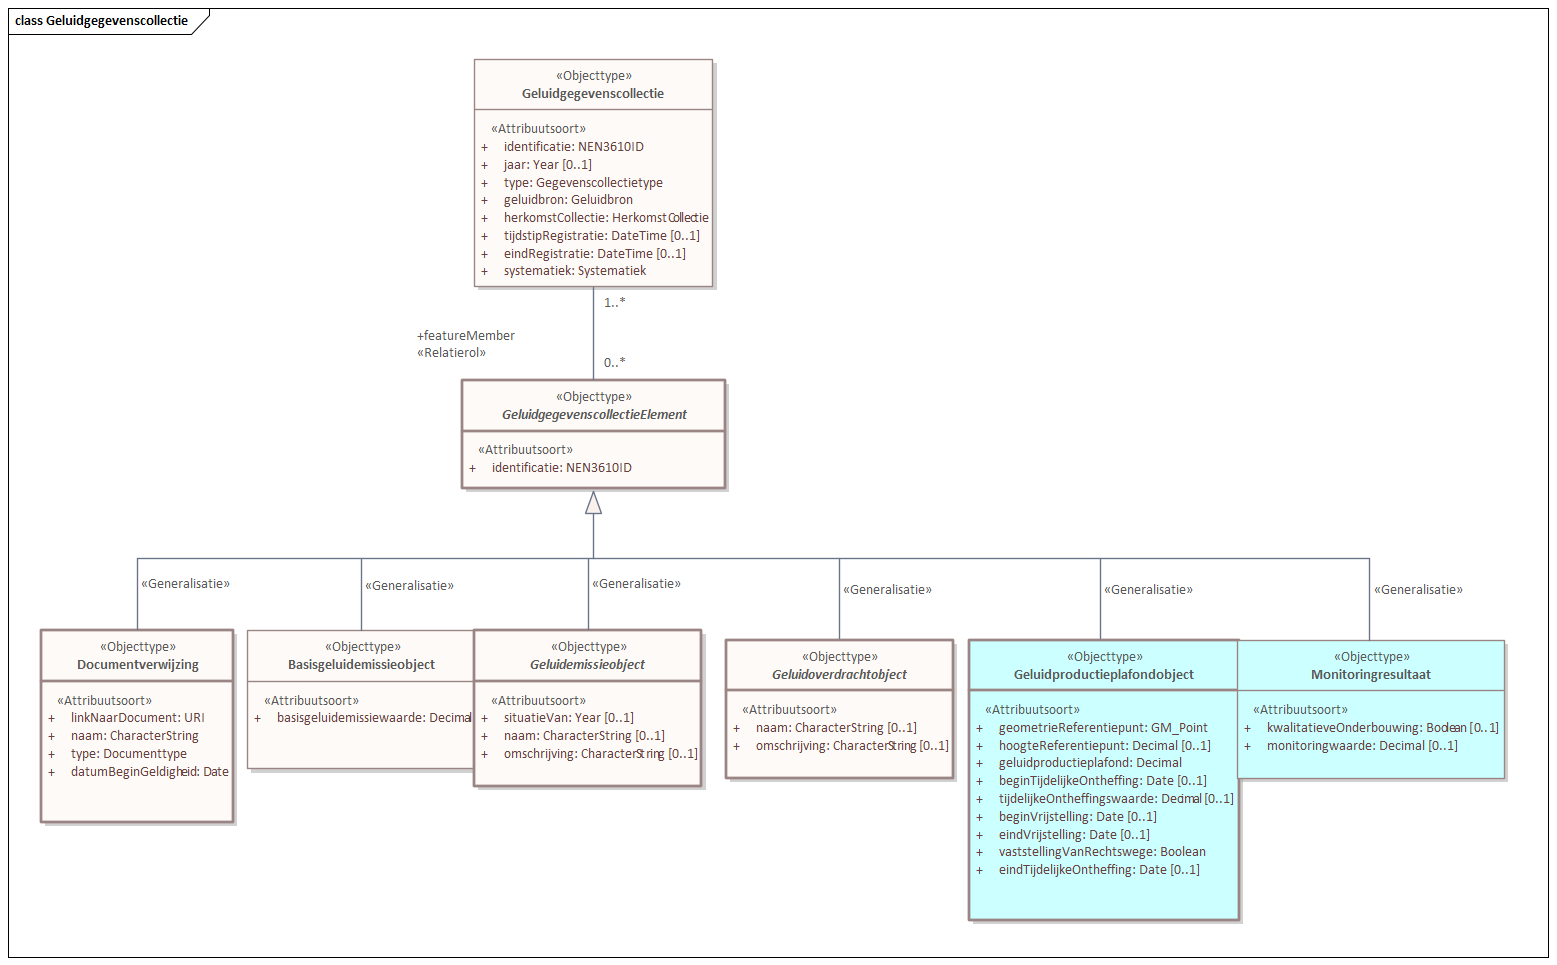 class Geluidgegevenscollectie
«Objecttype»
Geluidgegevenscollectie
«Attribuutsoort»
+ identificatie: NEN3610ID
+ jaar: Year [0..1]
+ type: Gegevenscollectietype
+ geluidbron: Geluidbron
+ herkomstCollectie: HerkomstCollectie
+ tijdstipRegistratie: DateTime [0..1]
+ eindRegistratie: DateTime [0..1]
+ systematiek: Systematiek
1..*
+featureMember
«Relatierol»
0..*
«Objecttype»
GeluidgegevenscollectieElement
«Attribuutsoort»
+ identificatie: NEN3610ID
«Generalisatie»
«Generalisatie»
«Generalisatie»
«Generalisatie»
«Generalisatie»
«Generalisatie»
«Objecttype»
Documentverwijzing
«Attribuutsoort»
+ linkNaarDocument: URI
+ naam: CharacterString
+ type: Documenttype
+ datumBeginGeldigheid: Date
«Objecttype»
Basisgeluidemissieobject
«Attribuutsoort»
+ basisgeluidemissiewaarde: Decimal
«Objecttype»
Geluidemissieobject
«Attribuutsoort»
+ situatieVan: Year [0..1]
+ naam: CharacterString [0..1]
+ omschrijving: CharacterString [0..1]
«Objecttype»
Geluidoverdrachtobject
«Attribuutsoort»
+ naam: CharacterString [0..1]
+ omschrijving: CharacterString [0..1]
«Objecttype»
Geluidproductieplafondobject
«Attribuutsoort»
+ geometrieReferentiepunt: GM_Point
+ hoogteReferentiepunt: Decimal [0..1]
+ geluidproductieplafond: Decimal
+ beginTijdelijkeOntheffing: Date [0..1]
+ tijdelijkeOntheffingswaarde: Decimal [0..1]
+ beginVrijstelling: Date [0..1]
+ eindVrijstelling: Date [0..1]
+ vaststellingVanRechtswege: Boolean
+ eindTijdelijkeOntheffing: Date [0..1]
«Objecttype»
Monitoringresultaat
«Attribuutsoort»
+ kwalitatieveOnderbouwing: Boolean [0..1]
+ monitoringwaarde: Decimal [0..1]